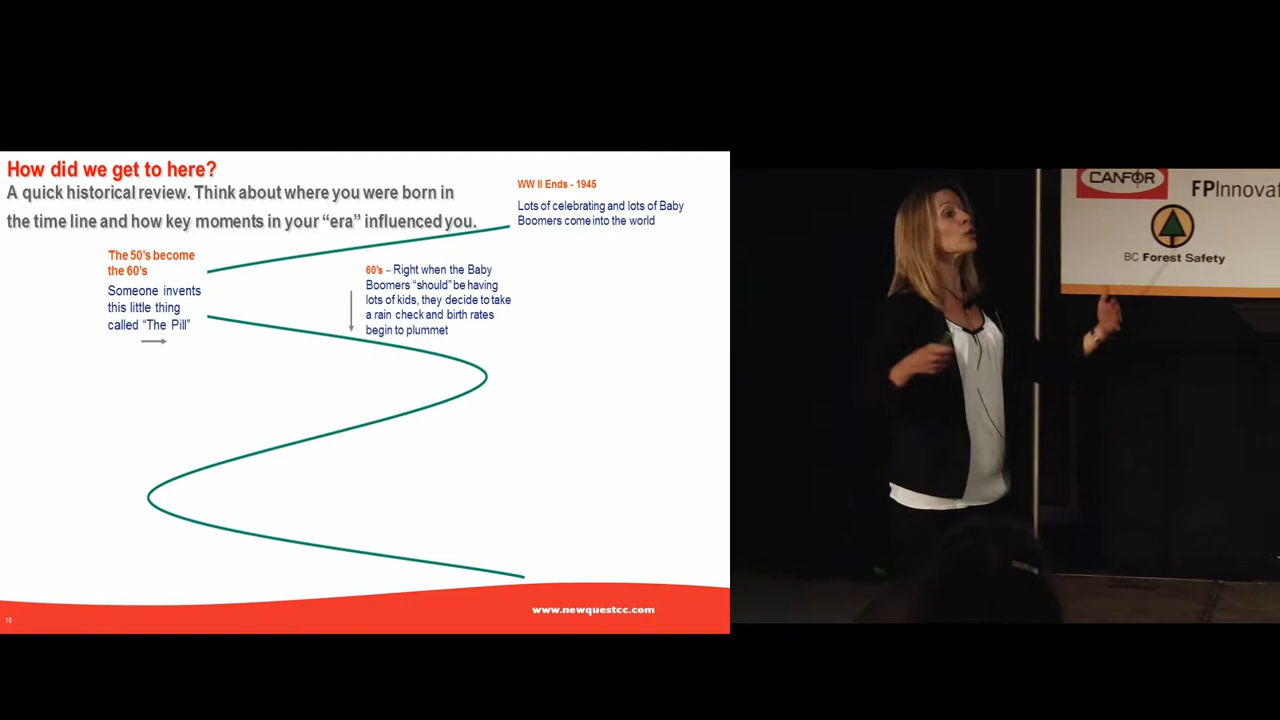 How did we get to here?
A quick historical review. Think about where you were born in
the time line and how key moments in your “era” influenced you.
WW II Ends - 1945
Lots of celebrating and lots of Baby
Boomers come into the world
The 50's become
the 60's
Someone invents
this little thing
called “The Pill”
60's – Right when the Baby
Boomers “should” be having
lots of kids, they decide to take
a rain check and birth rates
begin to plummet
www.newquestcc.com
10
CANFOR
FPInnovat
BC Forest Safety